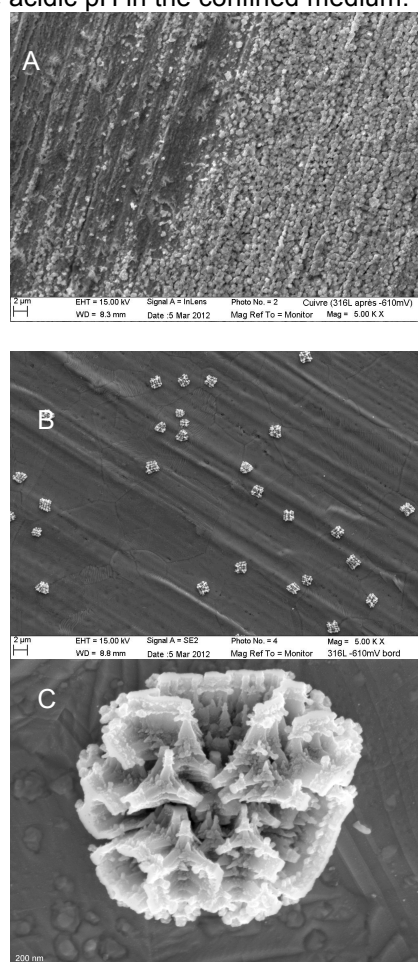 acidic pH in the confined medium.
A
2 µm EHT = 15.00 kV Signal A = InLens Photo No. = 2 Cuivre (316L après -610mV)
WD = 8.3 mm Date :5 Mar 2012 Mag Ref To = Monitor Mag = 5.00 K X
B
2 µm EHT = 15.00 kV Signal A = SE2 Photo No. = 4 Mag = 5.00 K X
WD = 8.8 mm Date :5 Mar 2012 Mag Ref To = Monitor 316L -610mV bord
C
200 nm